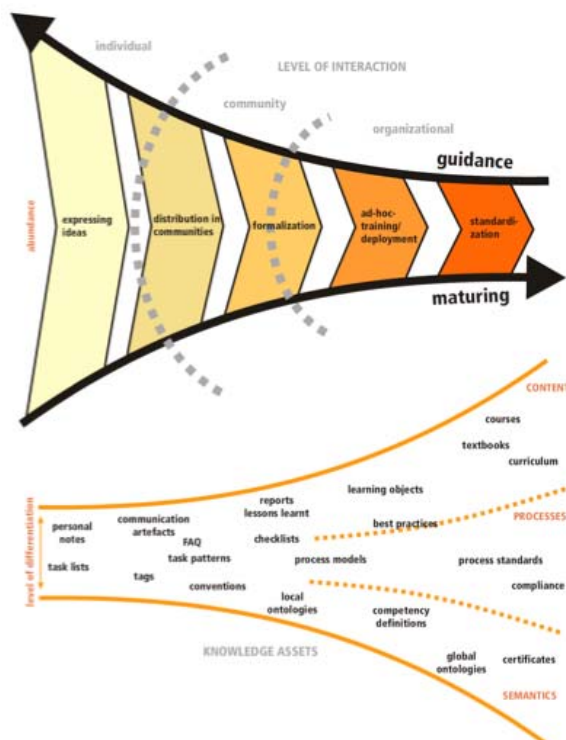 individual
LEVEL OF INTERACTION
community
organizational
guidance
abundance
expressing
ideas
distribution in
communities
formalization
ad-hoc-
training/
deployment
standardi-
zation
maturing
CONTENT
courses
textbooks
curriculum
learning objects
reports
lessons learnt
level of differentiation
personal
notes
communication
artefacts
FAQ
checklists
best practices
PROCESSES
task patterns
task lists
tags
conventions
process models
process standards
compliance
local
ontologies
competency
definitions
KNOWLEDGE ASSETS
global
ontologies
certificates
SEMANTICS